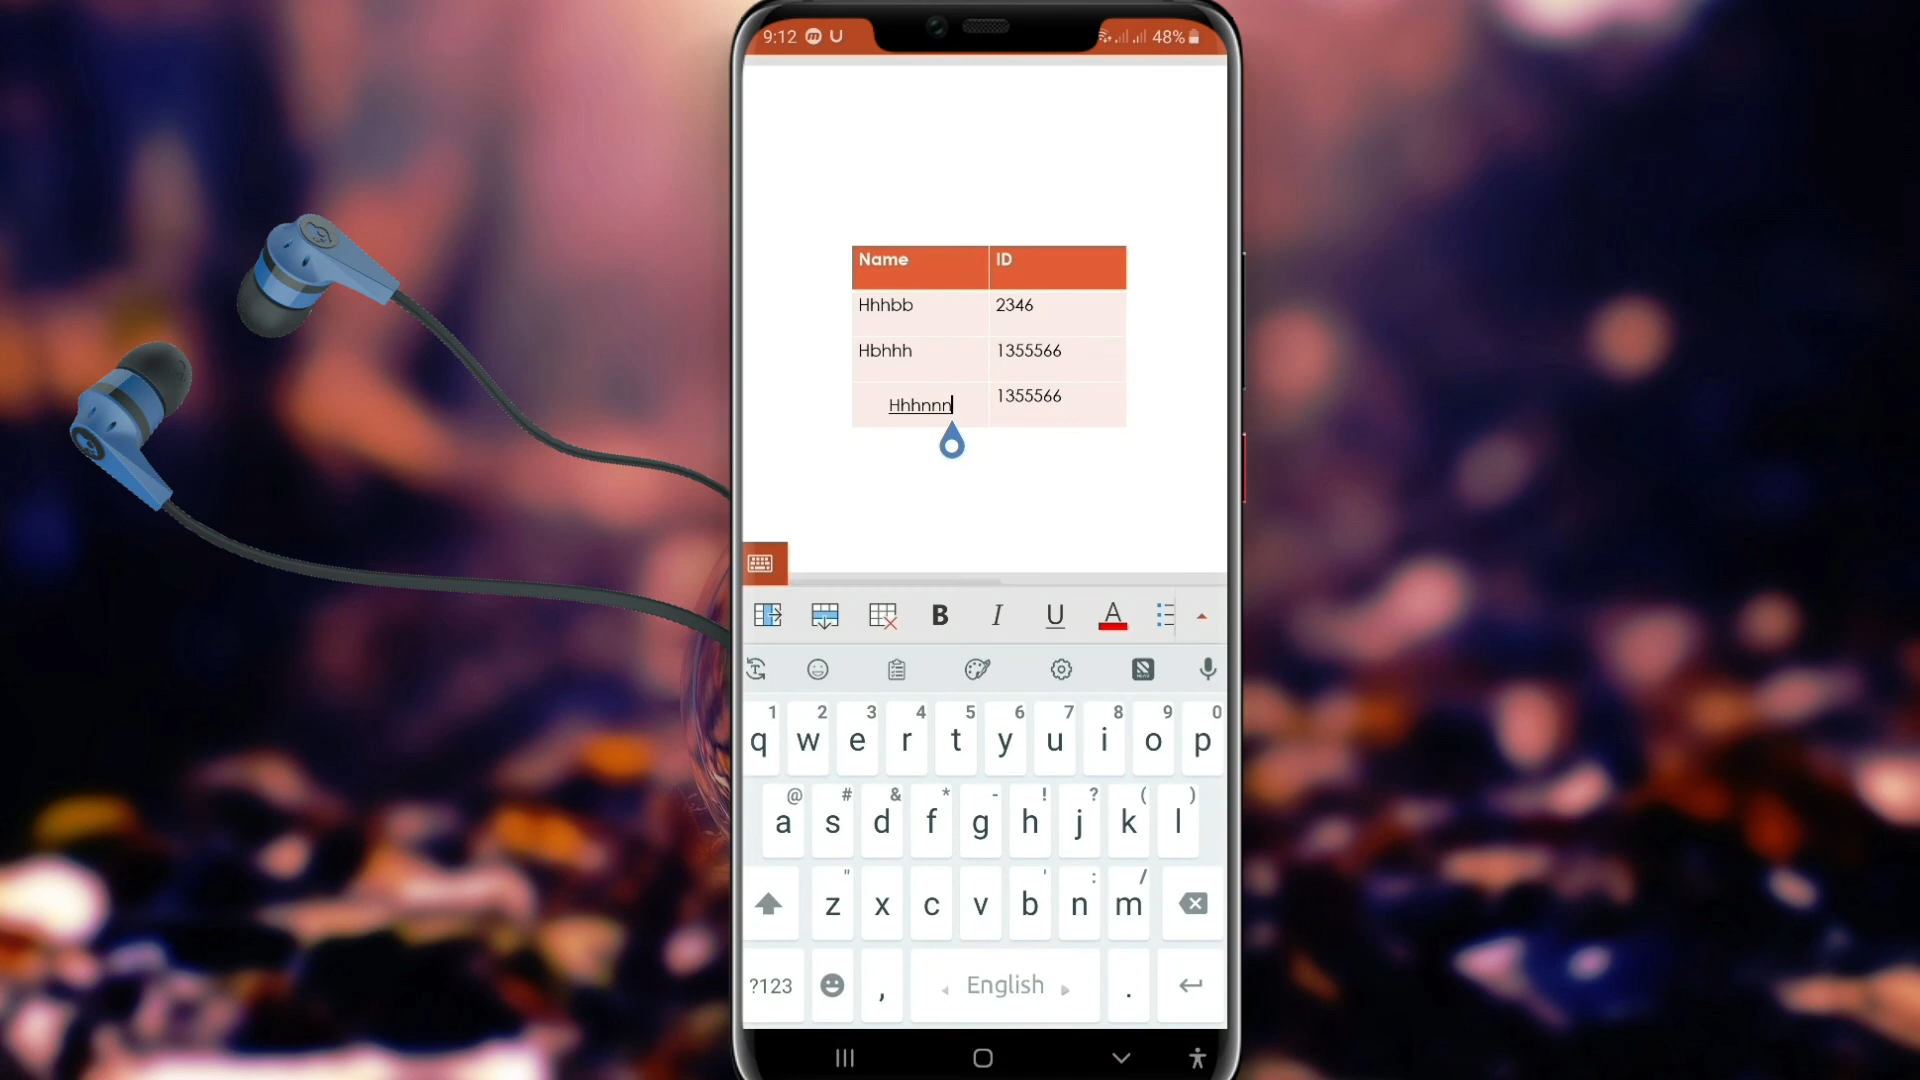 9:12 U 48%
Name ID
Hhhbb 2346
Hbhhh 1355566
Hhhnnn 1355566
B I U A
1 2 3 4 5 6 7 8 9 0
q w e r t y u i o p
@ # & * - ! ? ( )
a s d f g h j k l
" ' : /
z x c v b n m
?123 , English .